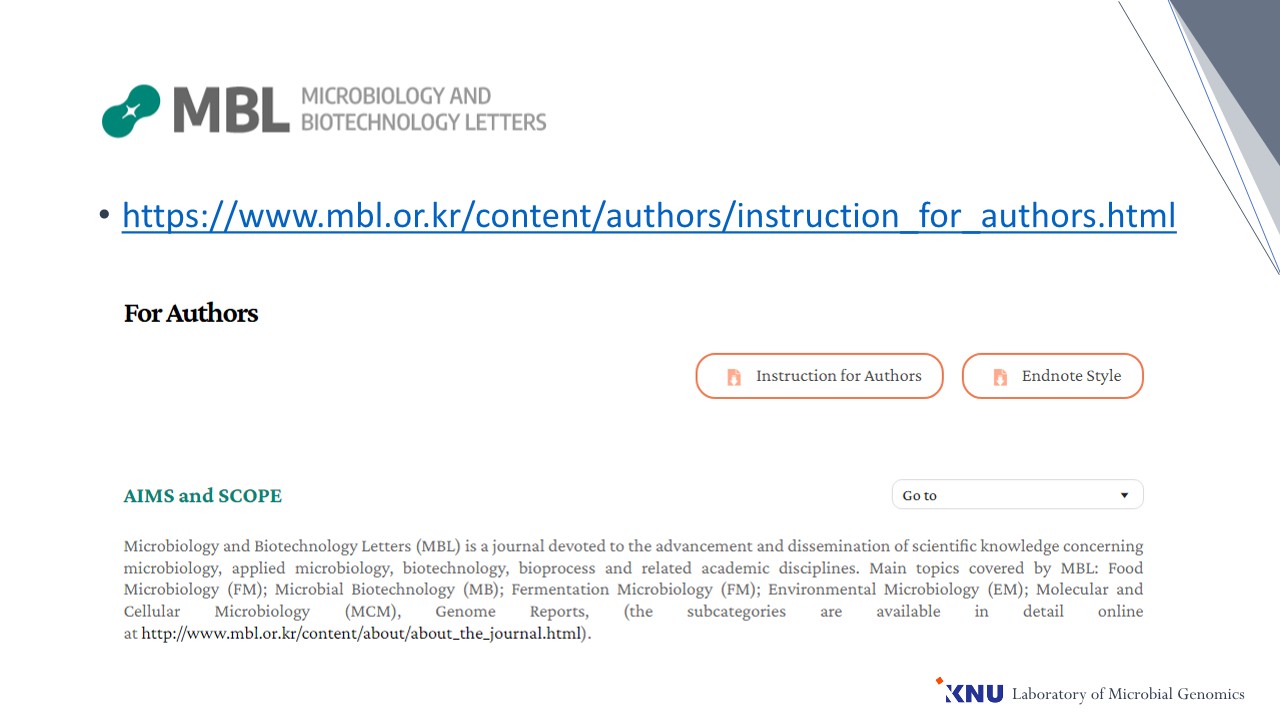 MBL MICROBIOLOGY AND
BIOTECHNOLOGY LETTERS
• https://www.mbl.or.kr/content/authors/instruction_for_authors.html
For Authors
Instruction for Authors
Endnote Style
AIMS and SCOPE
Go to
Microbiology and Biotechnology Letters (MBL) is a journal devoted to the advancement and dissemination of scientific knowledge concerning
microbiology, applied microbiology, biotechnology, bioprocess and related academic disciplines. Main topics covered by MBL: Food
Microbiology (FM); Microbial Biotechnology (MB); Fermentation Microbiology (FM); Environmental Microbiology (EM); Molecular and
Cellular Microbiology (MCM), Genome Reports, (the subcategories are available in detail online
at http://www.mbl.or.kr/content/about/about_the_journal.html).
KNU Laboratory of Microbial Genomics